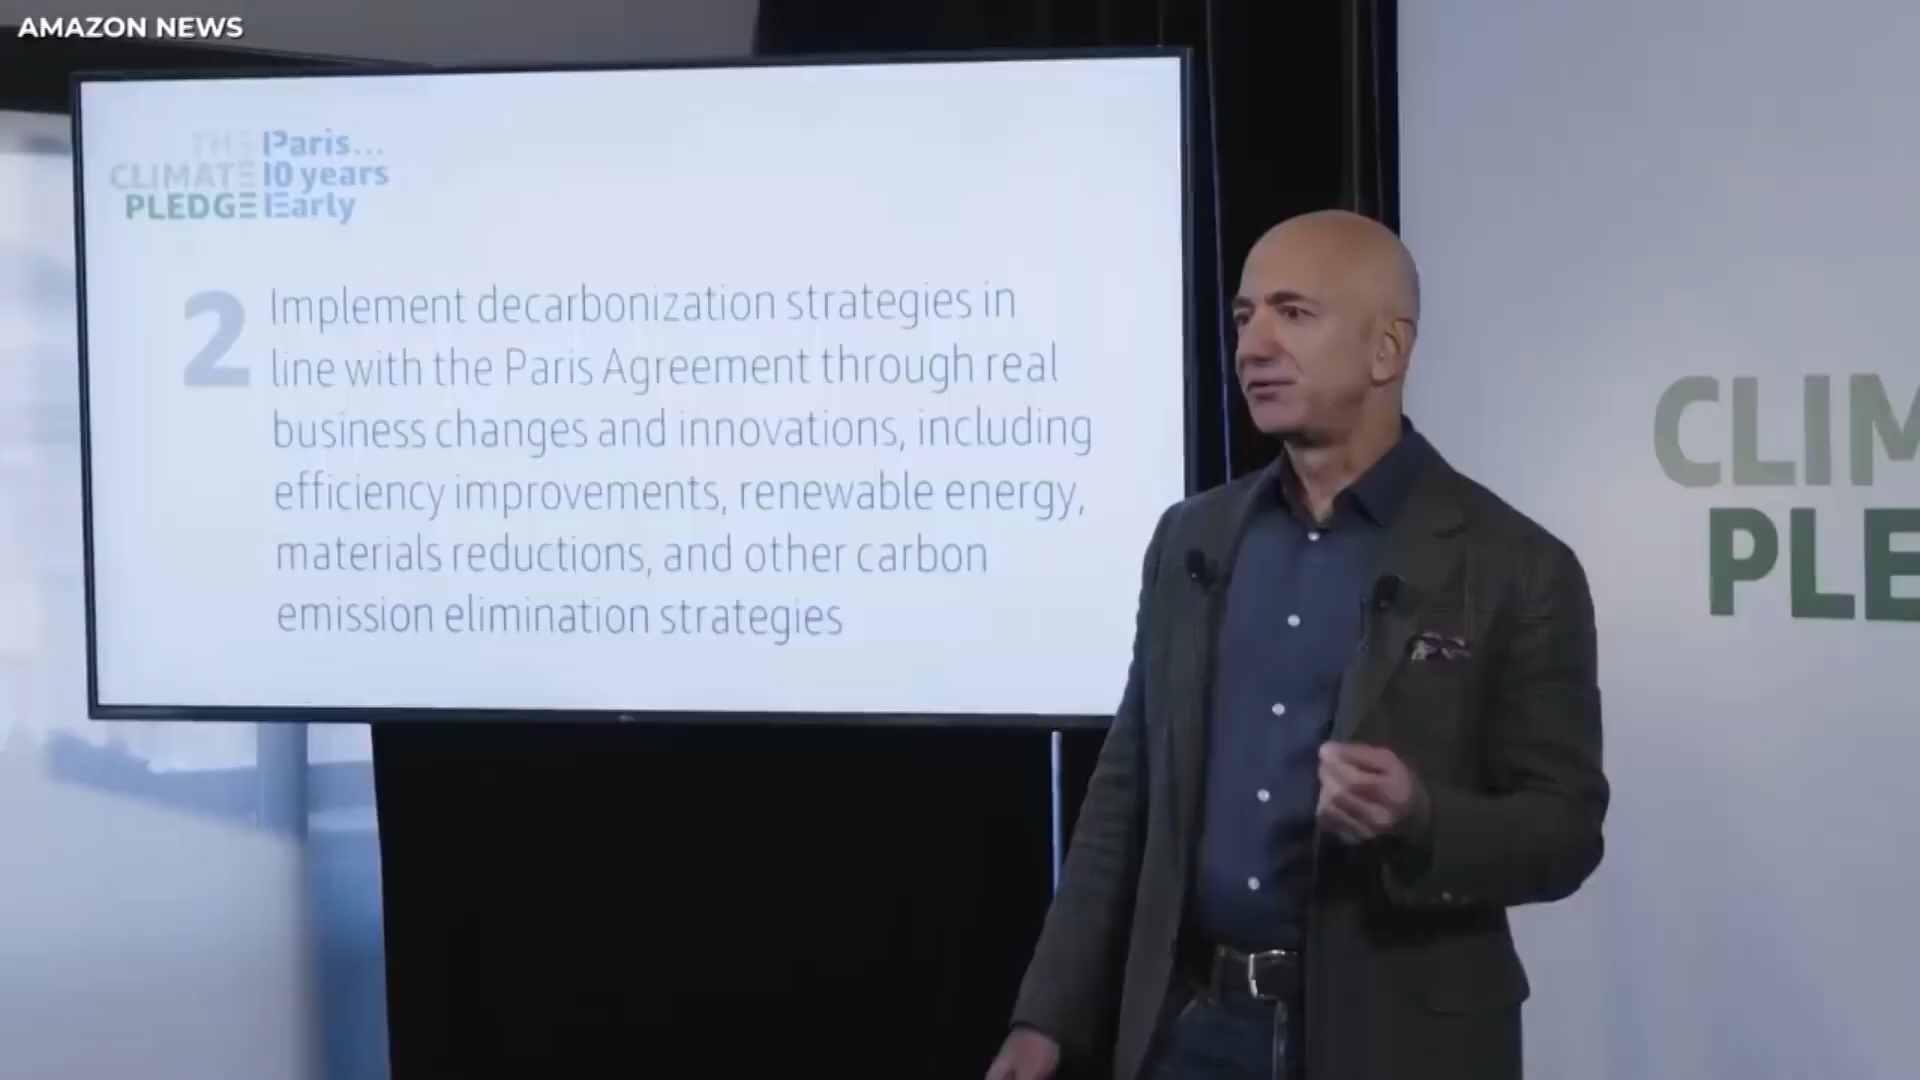 AMAZON NEWS
THE
CLIMATE
PLEDGE
Paris...
10 years
Early
2
Implement decarbonization strategies in
line with the Paris Agreement through real
business changes and innovations, including
efficiency improvements, renewable energy,
materials reductions, and other carbon
emission elimination strategies
CLIM
PLE